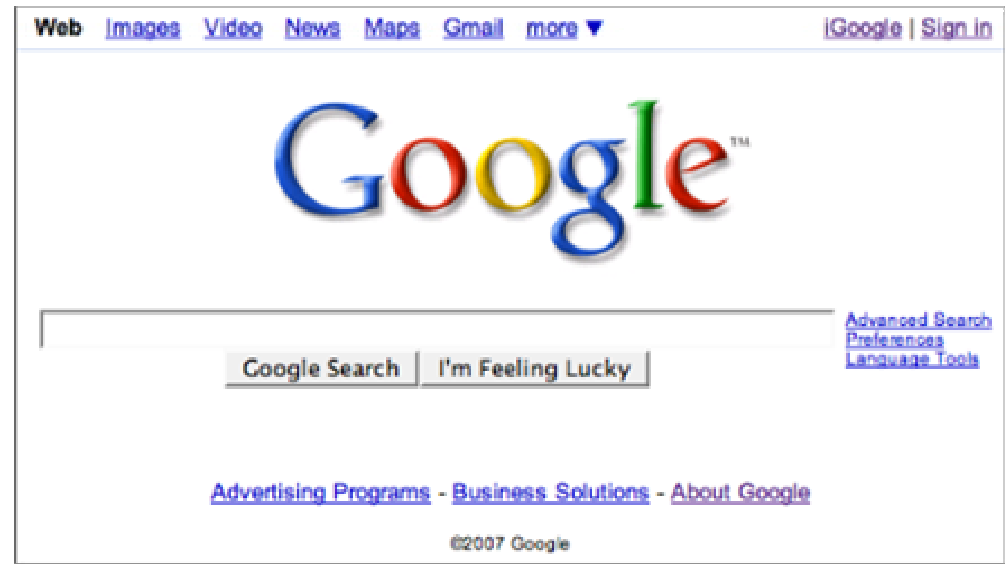 Web Images Video News Maps Gmail more ▼ iGoogle | Sign in
Google™
Advanced Search
Preferences
Language Tools
Google Search I'm Feeling Lucky
Advertising Programs - Business Solutions - About Google
©2007 Google